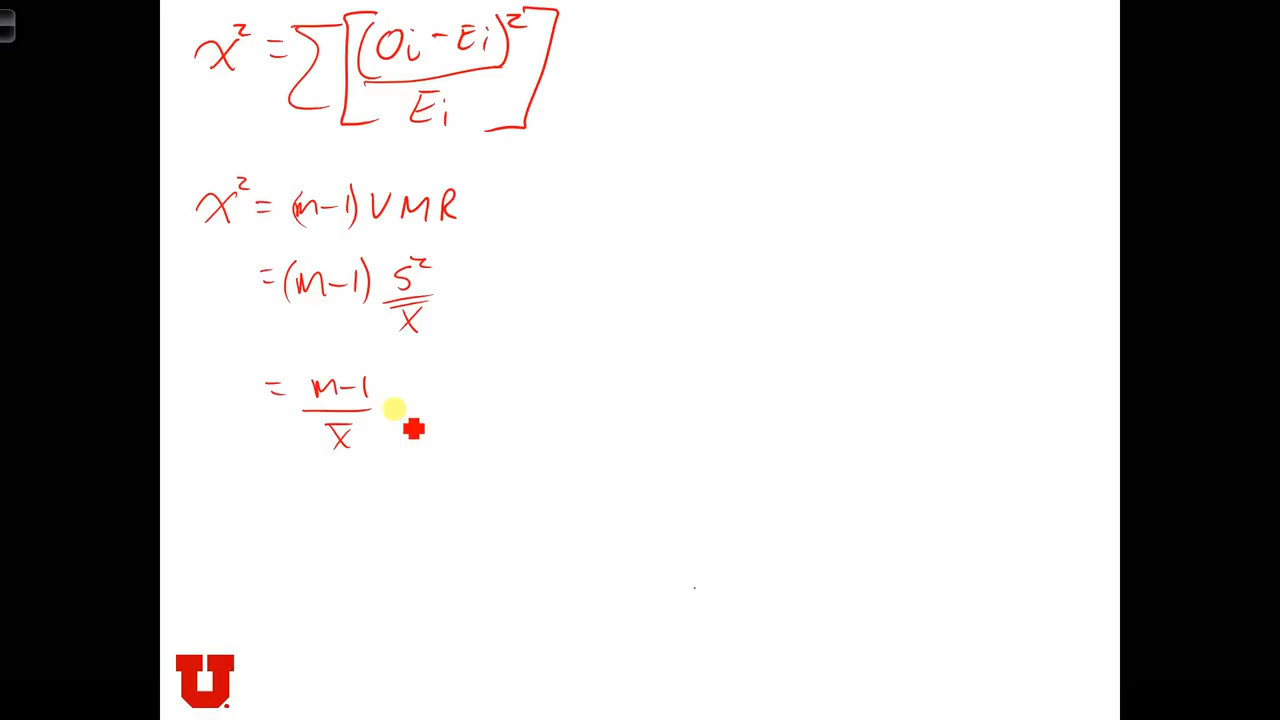 χ² = Σ[(Oi - Ei)² / Ei]
χ² = (m-1) VMR
= (m-1) S² / X̄
= m-1 / X̄
U